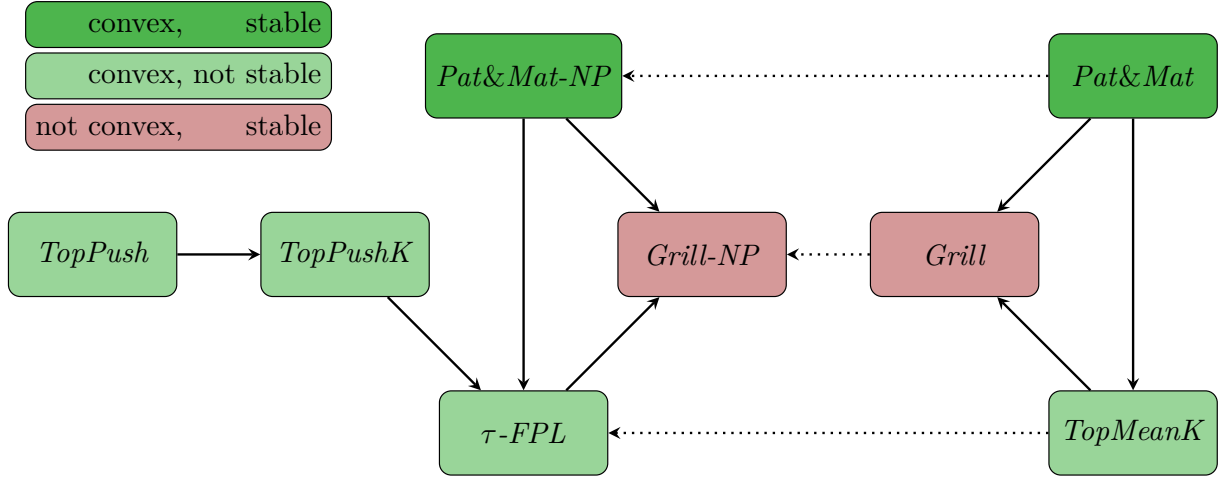 convex, stable
convex, not stable
not convex, stable
Pat&Mat-NP
Pat&Mat
TopPush
TopPushK
Grill-NP
Grill
τ-FPL
TopMeanK